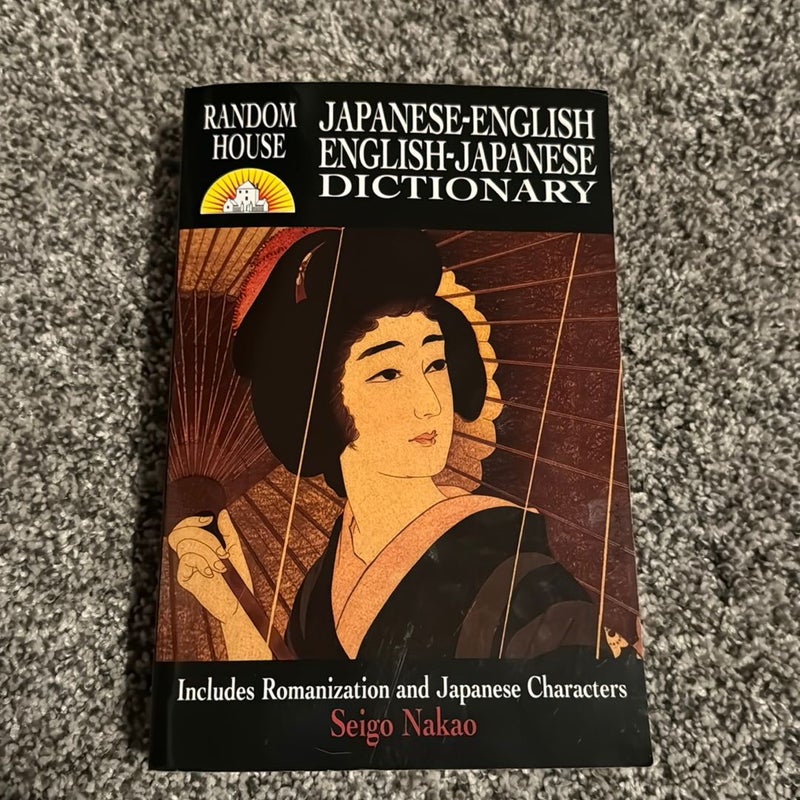 RANDOM
HOUSE
JAPANESE-ENGLISH
ENGLISH-JAPANESE
DICTIONARY
Includes Romanization and Japanese Characters
Seigo Nakao